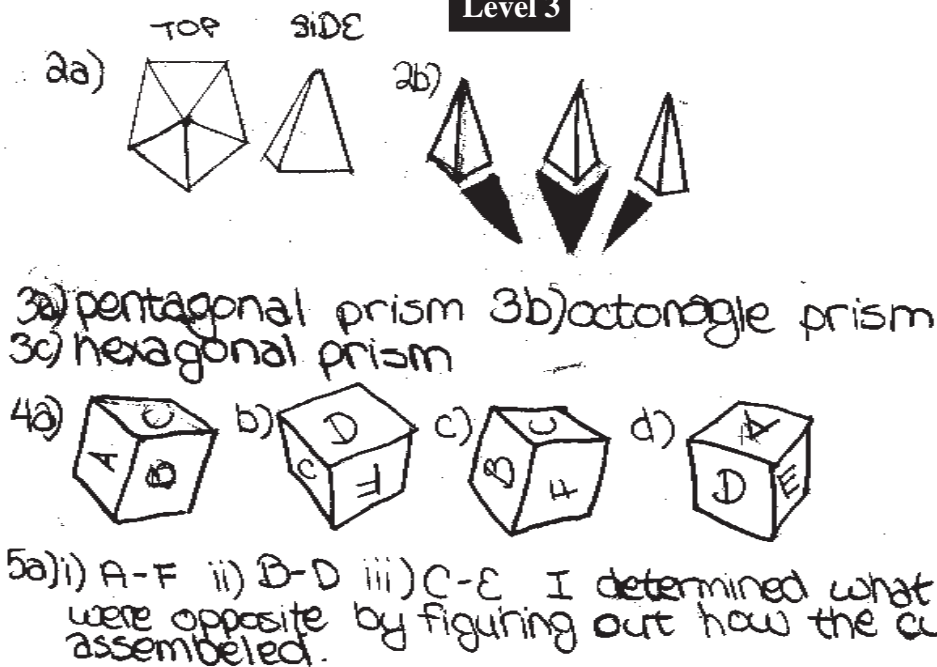 Level 3
TOP SIDE
2a) 2b)
3a) pentagonal prism 3b) octonagle prism
3c) hexagonal prism
4a) b) c) d)
C D C A
A B C F B F D E
5a) i) A-F ii) B-D iii) C-E I determined what
were opposite by figuring out how the cu
assembeled.